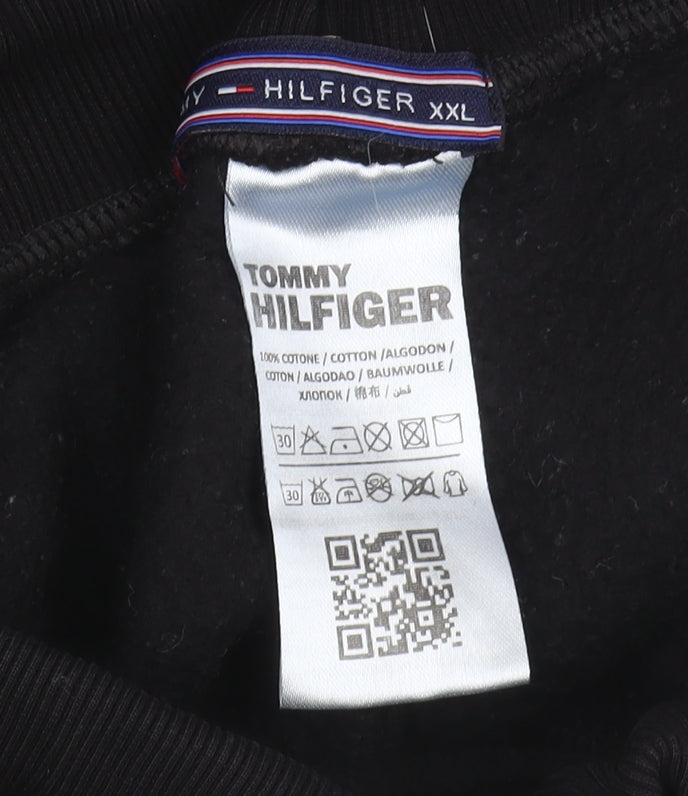 MY HILFIGER XXL
TOMMY
HILFIGER
100% COTONE / COTTON /ALGODON /
COTON / ALGODAO / BAUMWOLLE /
ХЛОПОК / 棉布 / قطن
30
30